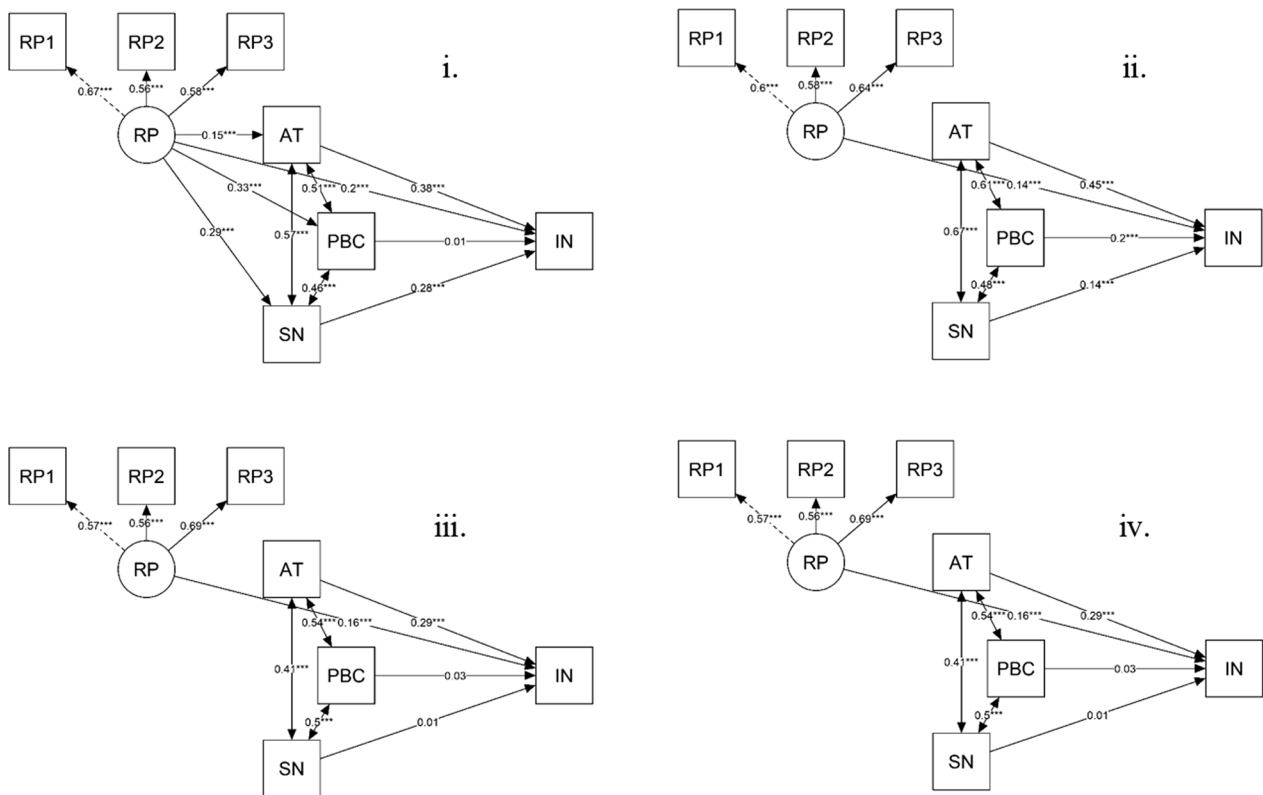 RP1 RP2 RP3
i.
0.67*** 0.56*** 0.58***
RP
0.15***
AT
0.33***
0.51*** 0.2*** 0.38***
0.29***
0.57***
PBC
0.01
IN
0.46***
0.28***
SN
RP1 RP2 RP3
ii.
0.6*** 0.58*** 0.64***
RP
AT
0.61*** 0.14*** 0.45***
0.67***
PBC
0.2***
IN
0.48***
0.14***
SN
RP1 RP2 RP3
iii.
0.57*** 0.56*** 0.69***
RP
AT
0.54*** 0.16*** 0.29***
0.41***
PBC
0.03
IN
0.5***
0.01
SN
RP1 RP2 RP3
iv.
0.57*** 0.56*** 0.69***
RP
AT
0.54*** 0.16*** 0.29***
0.41***
PBC
0.03
IN
0.5***
0.01
SN